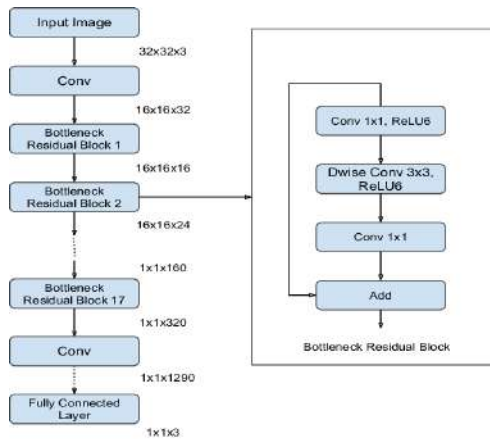 Input Image
32x32x3
Conv
16x16x32
Bottleneck
Residual Block 1
16x16x16
Bottleneck
Residual Block 2
16x16x24
1x1x160
Bottleneck
Residual Block 17
1x1x320
Conv
1x1x1290
Fully Connected
Layer
1x1x3
Conv 1x1, ReLU6
Dwise Conv 3x3,
ReLU6
Conv 1x1
Add
Bottleneck Residual Block